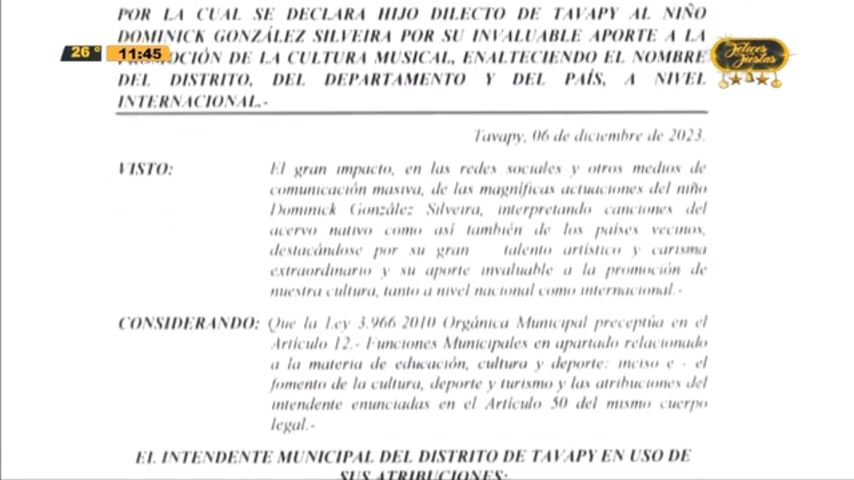 POR LA CUAL SE DECLARA HIJO DILECTO DE TAVAPY AL NIÑO
DOMINICK GONZÁLEZ SILVEIRA POR SU INVALUABLE APORTE A LA
26° 11:45
Felices Fiestas
PROMOCIÓN DE LA CULTURA MUSICAL, ENALTECIENDO EL NOMBRE
DEL DISTRITO, DEL DEPARTAMENTO Y DEL PAÍS, A NIVEL
INTERNACIONAL.-
Tavapy, 06 de diciembre de 2023.
VISTO: El gran impacto, en las redes sociales y otros medios de
comunicación masiva, de las magníficas actuaciones del niño
Dominick González Silveira, interpretando canciones del
acervo nativo como así también de los países vecinos,
destacándose por su gran talento artístico y carisma
extraordinario y su aporte invaluable a la promoción de
nuestra cultura, tanto a nivel nacional como internacional.-
CONSIDERANDO: Que la Ley 3.966 2010 Orgánica Municipal preceptúa en el
Artículo 12.- Funciones Municipales en apartado relacionado
a la materia de educación, cultura y deporte: inciso e - el
fomento de la cultura, deporte y turismo y las atribuciones del
intendente enunciadas en el Artículo 50 del mismo cuerpo
legal.-
EL INTENDENTE MUNICIPAL DEL DISTRITO DE TAVAPY EN USO DE
SUS ATRIBUCIONES: